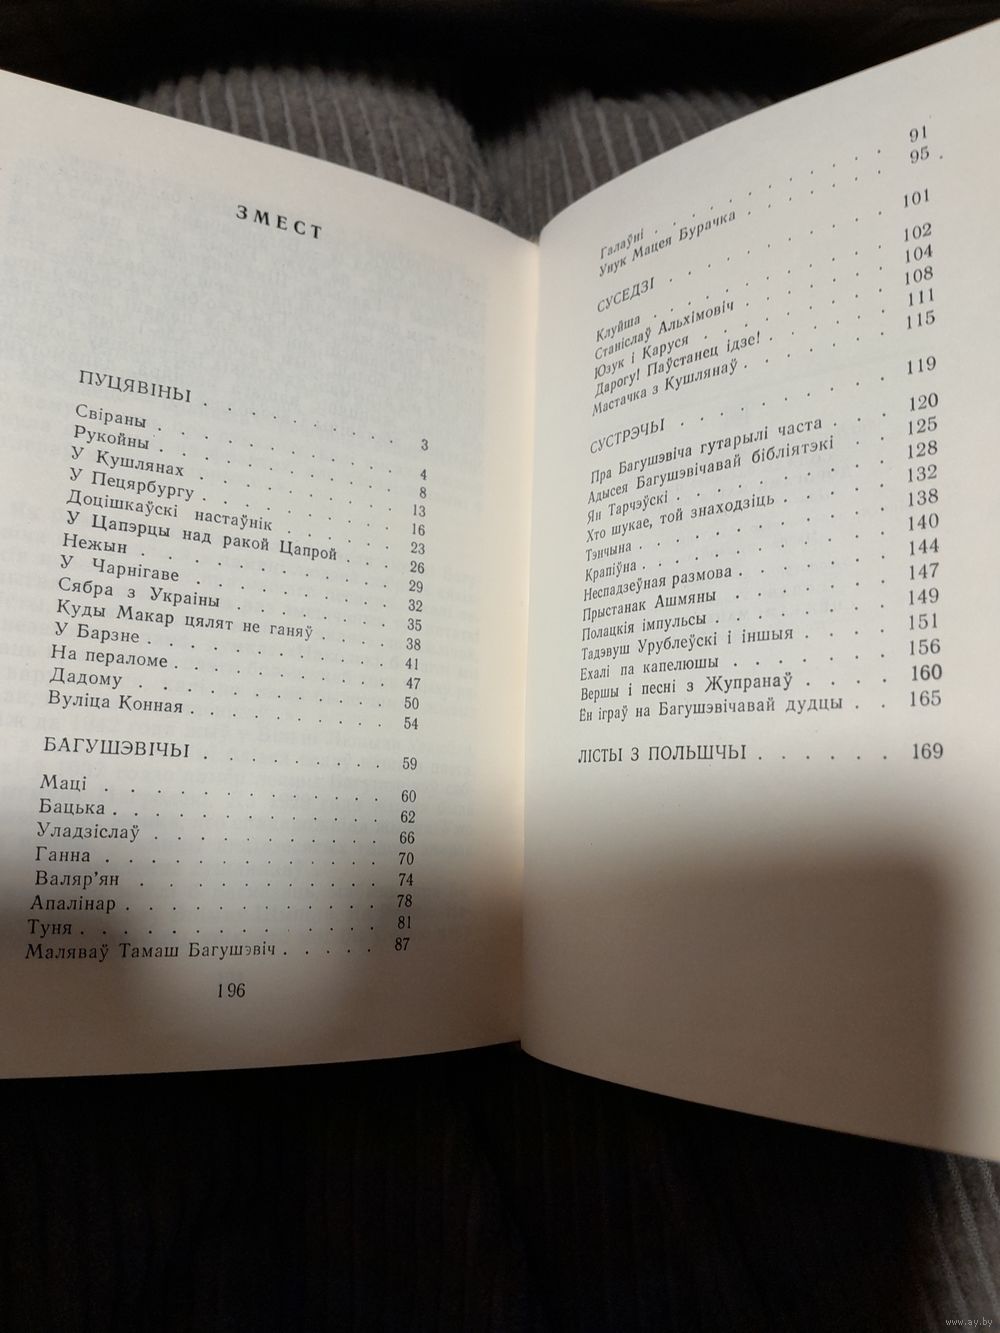 ЗМЕСТ
ПУЦЯВІНЫ . . . . . . . . . 3
Свіраны . . . . . . . . . . 4
Рукойны . . . . . . . . . . 8
У Кушлянах . . . . . . . . 13
У Пецярбургу . . . . . . . 16
Доцішкаўскі настаўнік . . . . . 23
У Цапэрцы над ракой Цапрой . . . 26
Нежын . . . . . . . . . . 29
У Чарнігаве . . . . . . . . 32
Сябра з Украіны . . . . . . . 35
Куды Макар цялят не ганяў . . . . 38
У Барзне . . . . . . . . . 41
На пераломе . . . . . . . . 47
Дадому . . . . . . . . . . 50
Вуліца Конная . . . . . . . . 54
БАГУШЭВІЧЫ . . . . . . . . 59
Маці . . . . . . . . . . . 60
Бацька . . . . . . . . . . 62
Уладзіслаў . . . . . . . . . 66
Ганна . . . . . . . . . . . 70
Валяр'ян . . . . . . . . . . 74
Апалінар . . . . . . . . . . 78
Туня . . . . . . . . . . . 81
Маляваў Тамаш Багушэвіч . . . . . 87
196
Галаўні . . . . . . . . . . 91
Унук Мацея Бурачка . . . . . . 95
СУСЕДЗІ . . . . . . . . . . 101
Клуйша . . . . . . . . . . 102
Станіслаў Альхімовіч . . . . . . 104
Юзук і Каруся . . . . . . . . 108
Дарогу! Паўстанец ідзе! . . . . . 111
Мастачка з Кушлянаў . . . . . . 115
СУСТРЭЧЫ . . . . . . . . . 119
Пра Багушэвіча гутарылі часта . . . 120
Адысея Багушэвічавай бібліятэкі . . 125
Ян Тарчэўскі . . . . . . . . 128
Хто шукае, той знаходзіць . . . . 132
Тэнчына . . . . . . . . . . 138
Крапіўна . . . . . . . . . . 140
Неспадзеўная размова . . . . . . 144
Прыстанак Ашмяны . . . . . . . 147
Полацкія імпульсы . . . . . . . 149
Тадэвуш Урублеўскі і іншыя . . . . 151
Ехалі па капелюшы . . . . . . 156
Вершы і песні з Жупранаў . . . . 160
Ён іграў на Багушэвічавай дудцы . . 165
ЛІСТЫ З ПОЛЬШЧЫ . . . . . . 169
www.ay.by